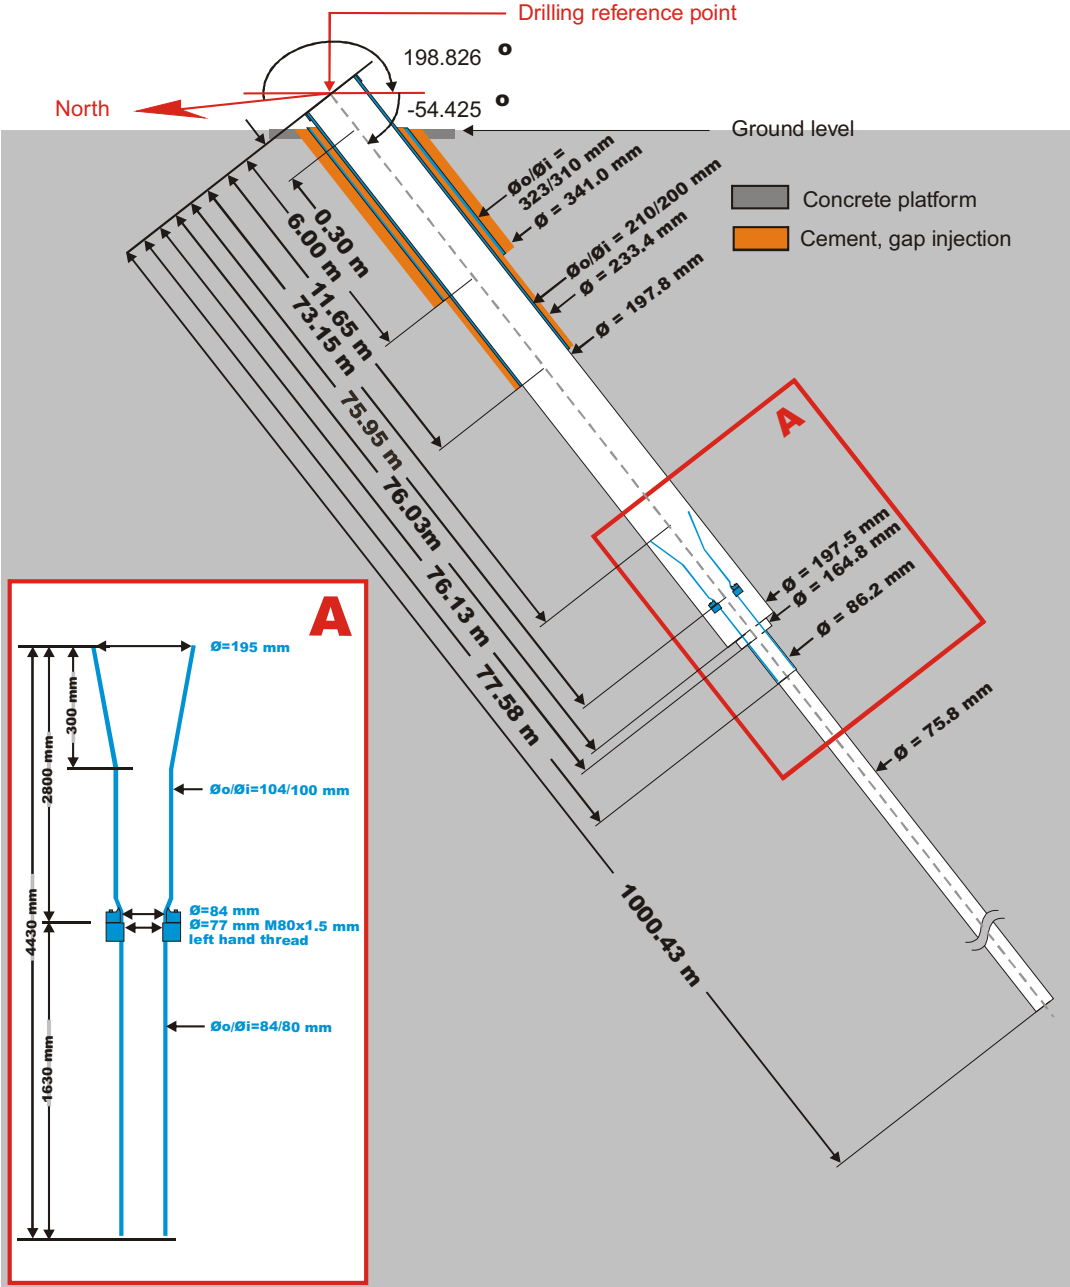 Drilling reference point
198.826 °
-54.425 °
North
Ground level
Concrete platform
Cement, gap injection
Øo/Øi =
323/310 mm
Ø = 341.0 mm
Øo/Øi = 210/200 mm
Ø = 233.4 mm
Ø = 197.8 mm
0.30 m
6.00 m
11.65 m
73.15 m
75.95 m
76.03m
76.13 m
77.58 m
1000.43 m
A
Ø = 197.5 mm
Ø = 164.8 mm
Ø = 86.2 mm
Ø = 75.8 mm
A
Ø=195 mm
300 mm
2800 mm
Øo/Øi=104/100 mm
4430 mm
Ø=84 mm
Ø=77 mm M80x1.5 mm
left hand thread
Øo/Øi=84/80 mm
1630 mm